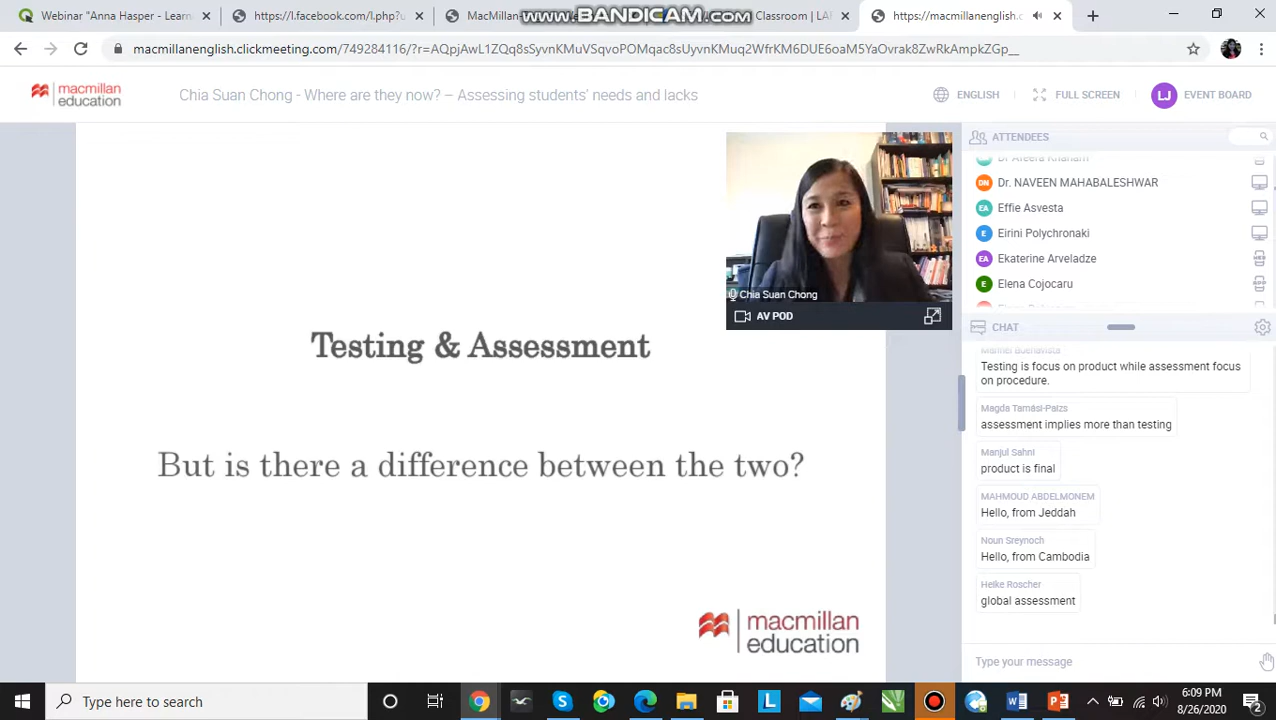 Webinar "Anna Hasper - Learn
https://l.facebook.com/l.php?
MacMillan
www.BANDICAM.com
Classroom | LAI
https://macmillanenglish.c
macmillanenglish.clickmeeting.com/749284116/?r=AQpjAwL1ZQq8sSyvnKMuVSqvoPOMqac8sUyvnKMuq2WfrKM6DUE6oaM5YaOvrak8ZwRkAmpkZGp__
macmillan
education
Chia Suan Chong - Where are they now? – Assessing students' needs and lacks
ENGLISH
FULL SCREEN
LJ
EVENT BOARD
Testing & Assessment
But is there a difference between the two?
Chia Suan Chong
AV POD
macmillan
education
ATTENDEES
DN Dr. NAVEEN MAHABALESHWAR
EA Effie Asvesta
E Eirini Polychronaki
EA Ekaterine Arveladze
E Elena Cojocaru
CHAT
Testing is focus on product while assessment focus
on procedure.
Magda Tamási-Paizs
assessment implies more than testing
Manjul Sahni
product is final
MAHMOUD ABDELMONEM
Hello, from Jeddah
Noun Sreynoch
Hello, from Cambodia
Heike Roscher
global assessment
Type your message
Type here to search
6:09 PM
8/26/2020
2